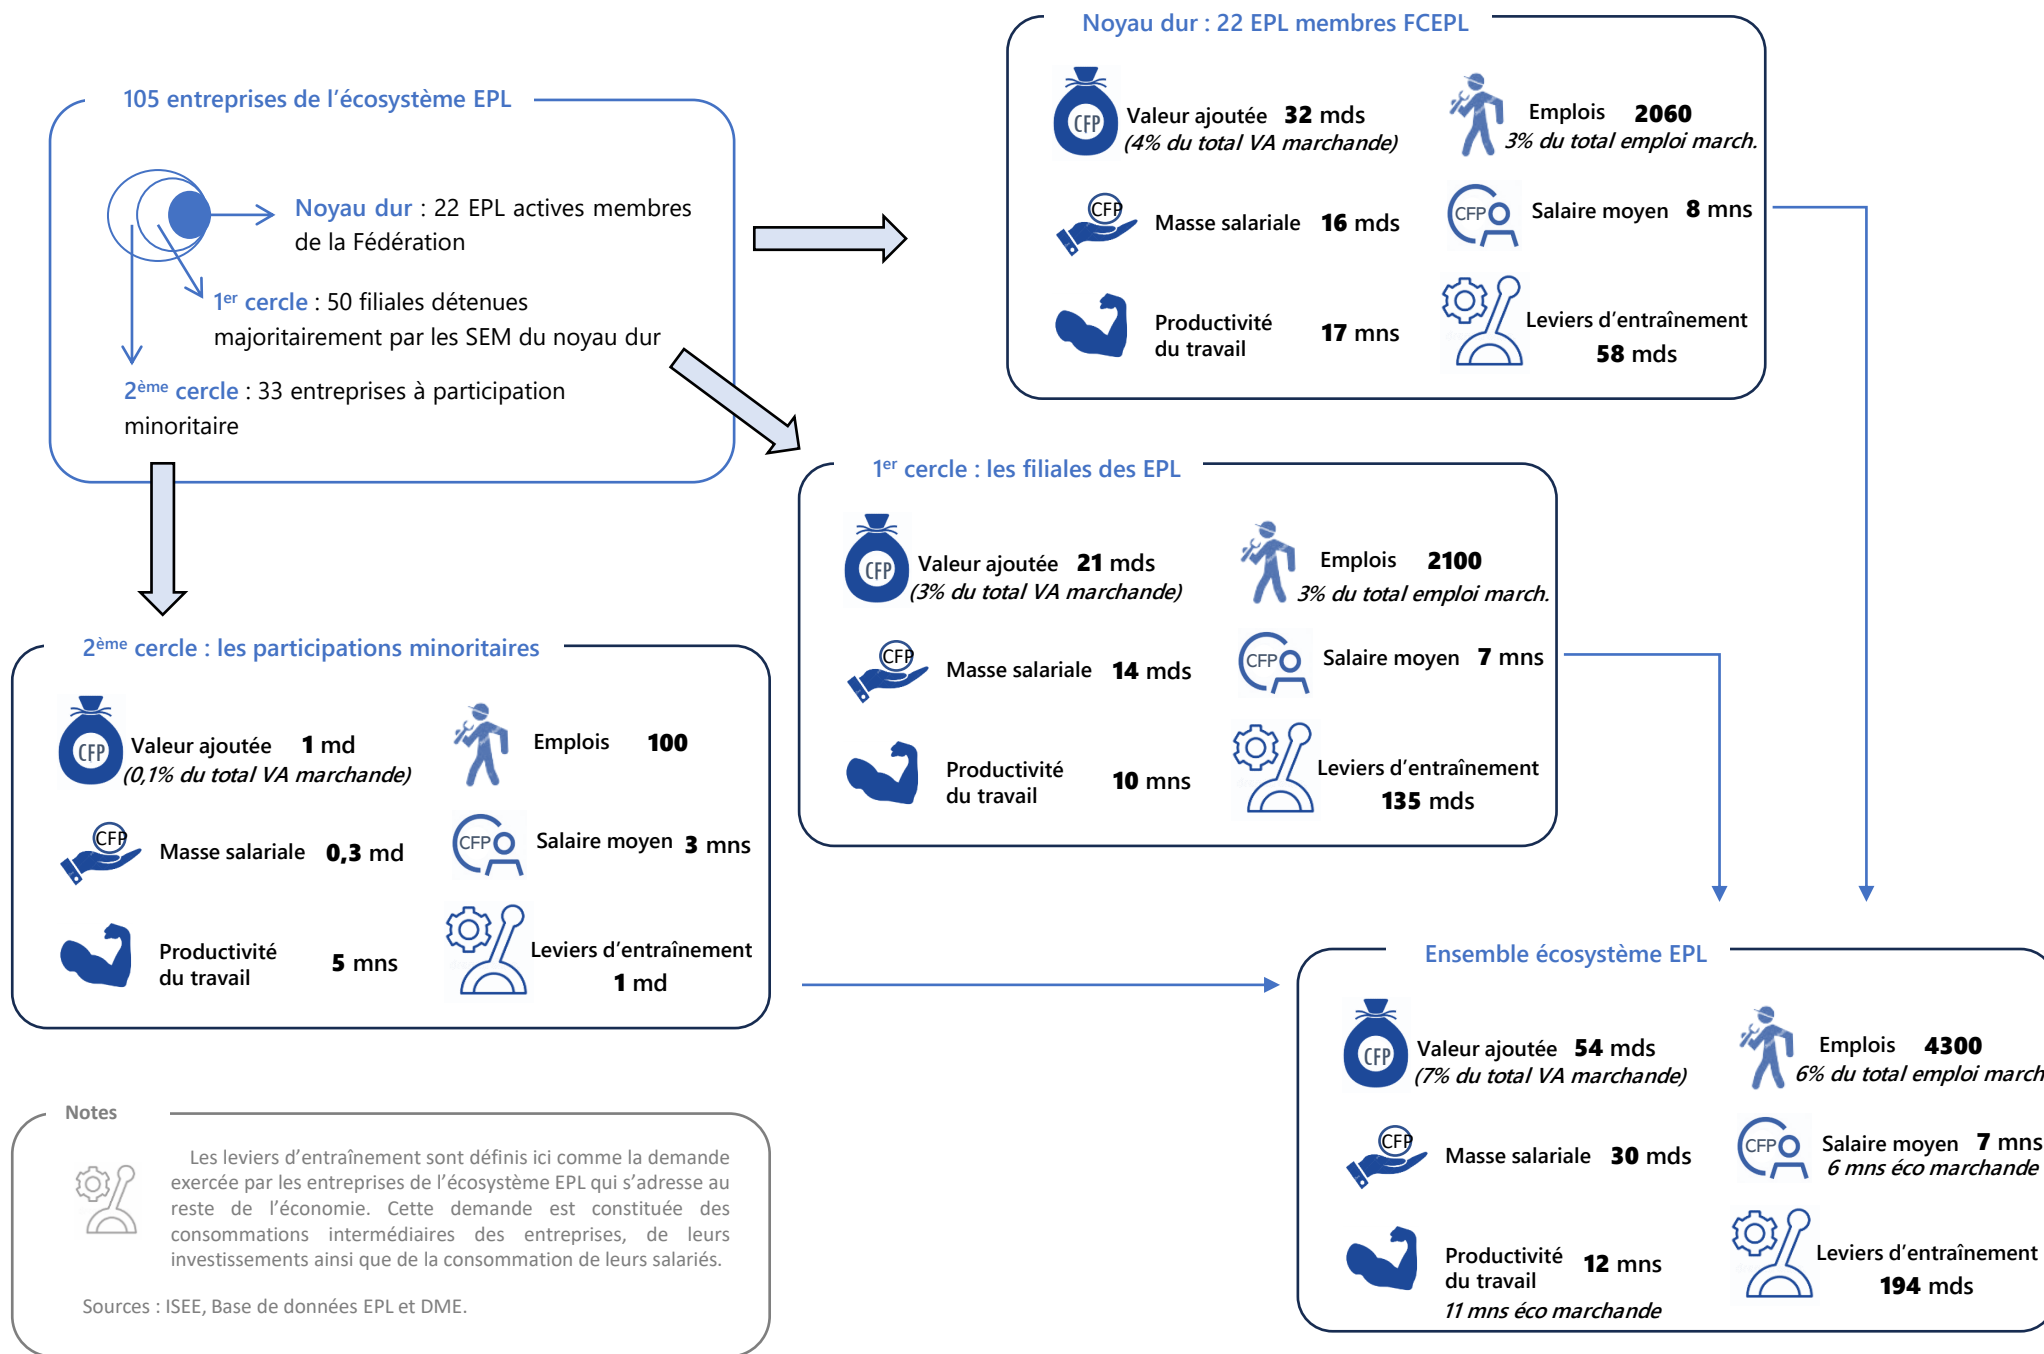 105 entreprises de l’écosystème EPL
Noyau dur : 22 EPL actives membres
de la Fédération
1er cercle : 50 filiales détenues
majoritairement par les SEM du noyau dur
2ème cercle : 33 entreprises à participation
minoritaire
Noyau dur : 22 EPL membres FCEPL
CFP
Valeur ajoutée 32 mds
(4% du total VA marchande)
Emplois 2060
3% du total emploi march.
CFP
Masse salariale 16 mds
CFP
Salaire moyen 8 mns
Productivité
du travail 17 mns
Leviers d’entraînement
58 mds
1er cercle : les filiales des EPL
CFP
Valeur ajoutée 21 mds
(3% du total VA marchande)
Emplois 2100
3% du total emploi march.
CFP
Masse salariale 14 mds
CFP
Salaire moyen 7 mns
Productivité
du travail 10 mns
Leviers d’entraînement
135 mds
2ème cercle : les participations minoritaires
CFP
Valeur ajoutée 1 md
(0,1% du total VA marchande)
Emplois 100
CFP
Masse salariale 0,3 md
CFP
Salaire moyen 3 mns
Productivité
du travail 5 mns
Leviers d’entraînement
1 md
Ensemble écosystème EPL
CFP
Valeur ajoutée 54 mds
(7% du total VA marchande)
Emplois 4300
6% du total emploi march
CFP
Masse salariale 30 mds
CFP
Salaire moyen 7 mns
6 mns éco marchande
Productivité
du travail 12 mns
11 mns éco marchande
Leviers d’entraînement
194 mds
Notes
Les leviers d’entraînement sont définis ici comme la demande
exercée par les entreprises de l’écosystème EPL qui s’adresse au
reste de l’économie. Cette demande est constituée des
consommations intermédiaires des entreprises, de leurs
investissements ainsi que de la consommation de leurs salariés.
Sources : ISEE, Base de données EPL et DME.